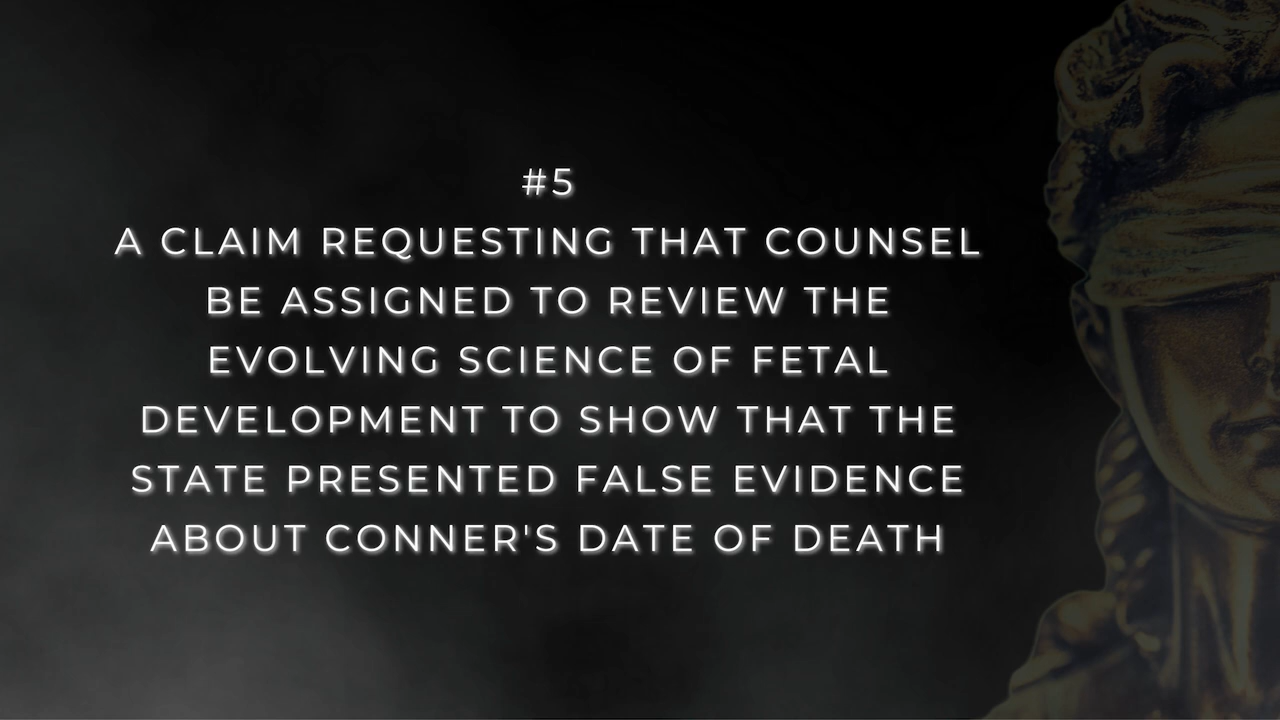 #5
A CLAIM REQUESTING THAT COUNSEL
BE ASSIGNED TO REVIEW THE
EVOLVING SCIENCE OF FETAL
DEVELOPMENT TO SHOW THAT THE
STATE PRESENTED FALSE EVIDENCE
ABOUT CONNER'S DATE OF DEATH